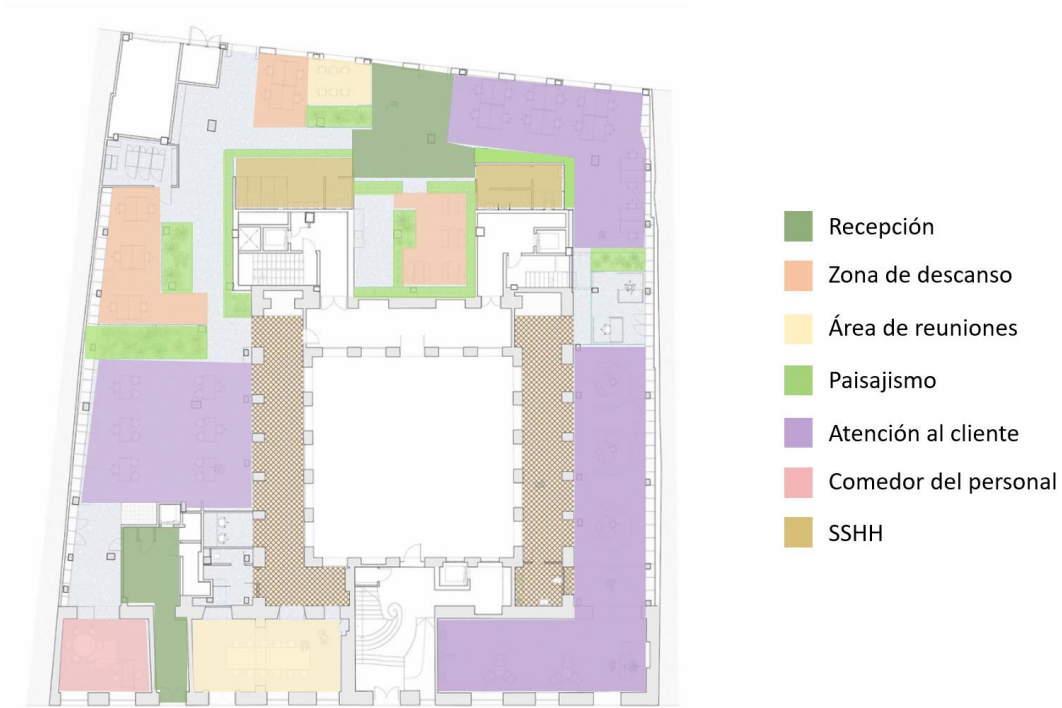 Recepción
Zona de descanso
Área de reuniones
Paisajismo
Atención al cliente
Comedor del personal
SSHH